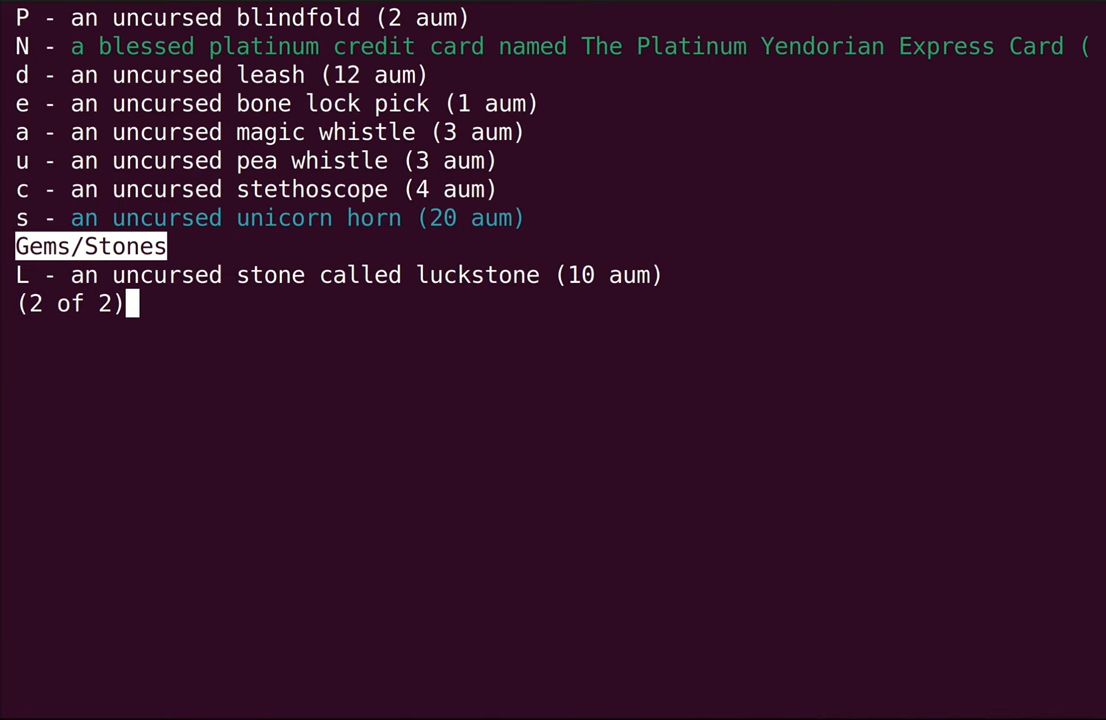 P - an uncursed blindfold (2 aum)
N - a blessed platinum credit card named The Platinum Yendorian Express Card (
d - an uncursed leash (12 aum)
e - an uncursed bone lock pick (1 aum)
a - an uncursed magic whistle (3 aum)
u - an uncursed pea whistle (3 aum)
c - an uncursed stethoscope (4 aum)
s - an uncursed unicorn horn (20 aum)
Gems/Stones
L - an uncursed stone called luckstone (10 aum)
(2 of 2)